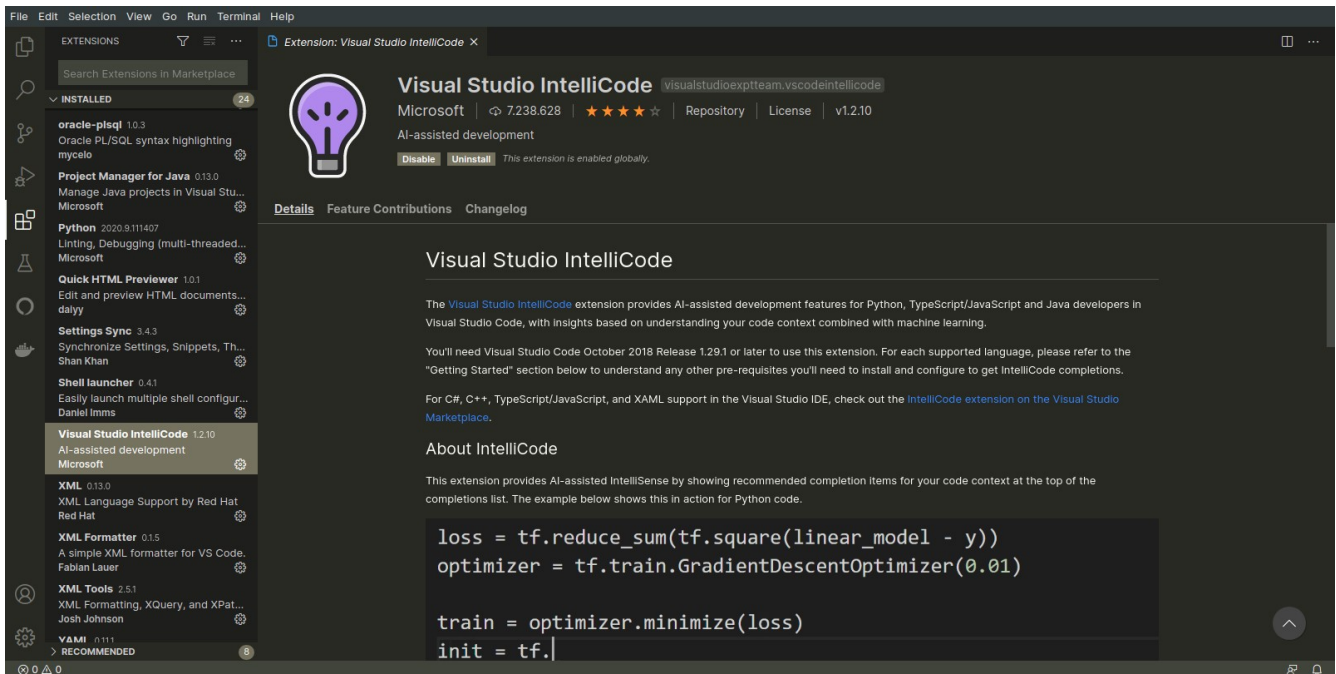 File Edit Selection View Go Run Terminal Help
EXTENSIONS
Search Extensions in Marketplace
INSTALLED 24
oracle-plsql 1.0.3
Oracle PL/SQL syntax highlighting
mycelo
Project Manager for Java 0.13.0
Manage Java projects in Visual Stu...
Microsoft
Python 2020.9.111407
Linting, Debugging (multi-threaded...
Microsoft
Quick HTML Previewer 1.0.1
Edit and preview HTML documents...
dalyy
Settings Sync 3.4.3
Synchronize Settings, Snippets, Th...
Shan Khan
Shell launcher 0.4.1
Easily launch multiple shell configur...
Daniel Imms
Visual Studio IntelliCode 1.2.10
AI-assisted development
Microsoft
XML 0.13.0
XML Language Support by Red Hat
Red Hat
XML Formatter 0.1.5
A simple XML formatter for VS Code.
Fabian Lauer
XML Tools 2.5.1
XML Formatting, XQuery, and XPat...
Josh Johnson
YAML 0.11.1
RECOMMENDED 8
0 0
Extension: Visual Studio IntelliCode
Visual Studio IntelliCode visualstudioexptteam.vscodeintellicode
Microsoft 7.238.628 Repository License v1.2.10
AI-assisted development
Disable Uninstall This extension is enabled globally.
Details Feature Contributions Changelog
Visual Studio IntelliCode
The Visual Studio IntelliCode extension provides AI-assisted development features for Python, TypeScript/JavaScript and Java developers in
Visual Studio Code, with insights based on understanding your code context combined with machine learning.
You'll need Visual Studio Code October 2018 Release 1.29.1 or later to use this extension. For each supported language, please refer to the
"Getting Started" section below to understand any other pre-requisites you'll need to install and configure to get IntelliCode completions.
For C#, C++, TypeScript/JavaScript, and XAML support in the Visual Studio IDE, check out the IntelliCode extension on the Visual Studio
Marketplace.
About IntelliCode
This extension provides AI-assisted IntelliSense by showing recommended completion items for your code context at the top of the
completions list. The example below shows this in action for Python code.
loss = tf.reduce_sum(tf.square(linear_model - y))
optimizer = tf.train.GradientDescentOptimizer(0.01)
train = optimizer.minimize(loss)
init = tf.